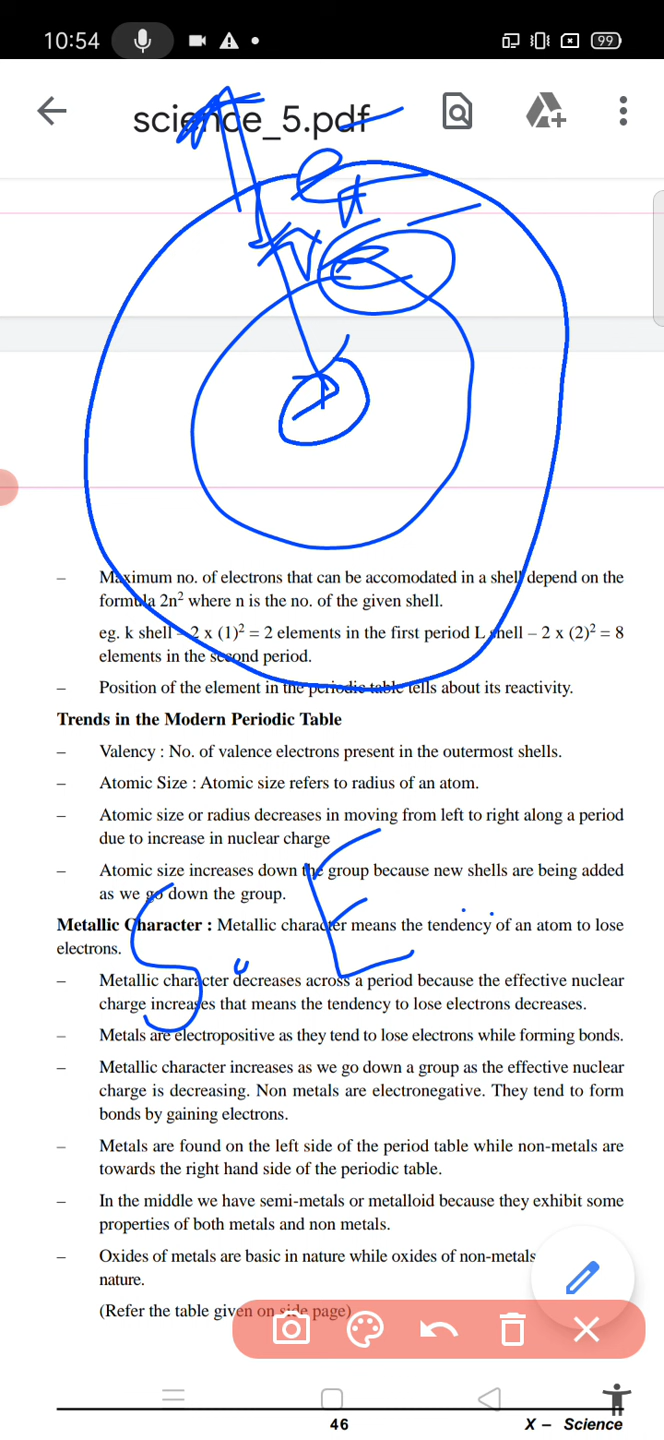 10:54 99
science_5.pdf
e
– Maximum no. of electrons that can be accomodated in a shell depend on the
formula 2n² where n is the no. of the given shell.
eg. k shell – 2 x (1)² = 2 elements in the first period L shell – 2 x (2)² = 8
elements in the second period.
– Position of the element in the periodic table tells about its reactivity.
Trends in the Modern Periodic Table
– Valency : No. of valence electrons present in the outermost shells.
– Atomic Size : Atomic size refers to radius of an atom.
– Atomic size or radius decreases in moving from left to right along a period
due to increase in nuclear charge
– Atomic size increases down the group because new shells are being added
as we go down the group.
Metallic Character : Metallic character means the tendency of an atom to lose
electrons.
S. E
– Metallic character decreases across a period because the effective nuclear
charge increases that means the tendency to lose electrons decreases.
– Metals are electropositive as they tend to lose electrons while forming bonds.
– Metallic character increases as we go down a group as the effective nuclear
charge is decreasing. Non metals are electronegative. They tend to form
bonds by gaining electrons.
– Metals are found on the left side of the period table while non-metals are
towards the right hand side of the periodic table.
– In the middle we have semi-metals or metalloid because they exhibit some
properties of both metals and non metals.
– Oxides of metals are basic in nature while oxides of non-metals
nature.
(Refer the table given on side page)
46 X – Science